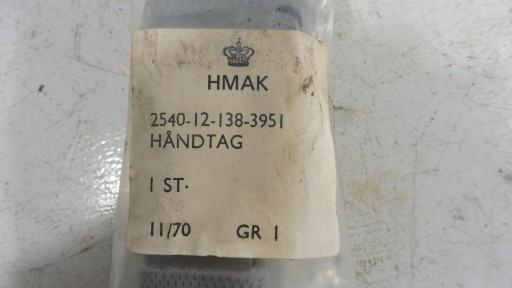 HMAK
2540-12-138-3951
HÅNDTAG
1 ST.
11/70 GR 1